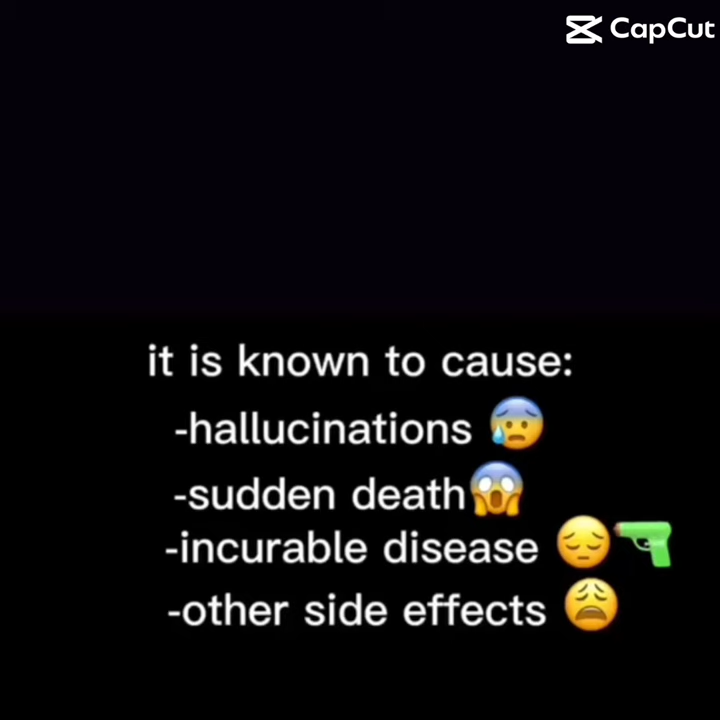 CapCut
it is known to cause:
-hallucinations 😰
-sudden death😱
-incurable disease 😔🔫
-other side effects 😩